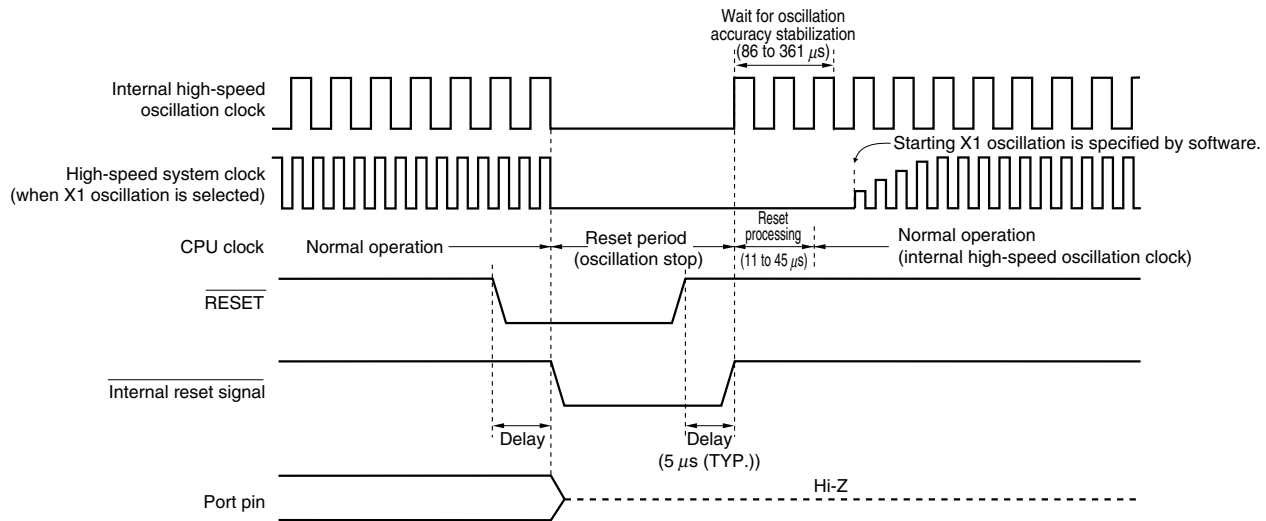 Wait for oscillation
accuracy stabilization
(86 to 361 μs)
Internal high-speed
oscillation clock
Starting X1 oscillation is specified by software.
High-speed system clock
(when X1 oscillation is selected)
CPU clock
Normal operation
Reset period
(oscillation stop)
Reset
processing
(11 to 45 μs)
Normal operation
(internal high-speed oscillation clock)
RESET
Internal reset signal
Delay
Delay
(5 μs (TYP.))
Port pin
Hi-Z